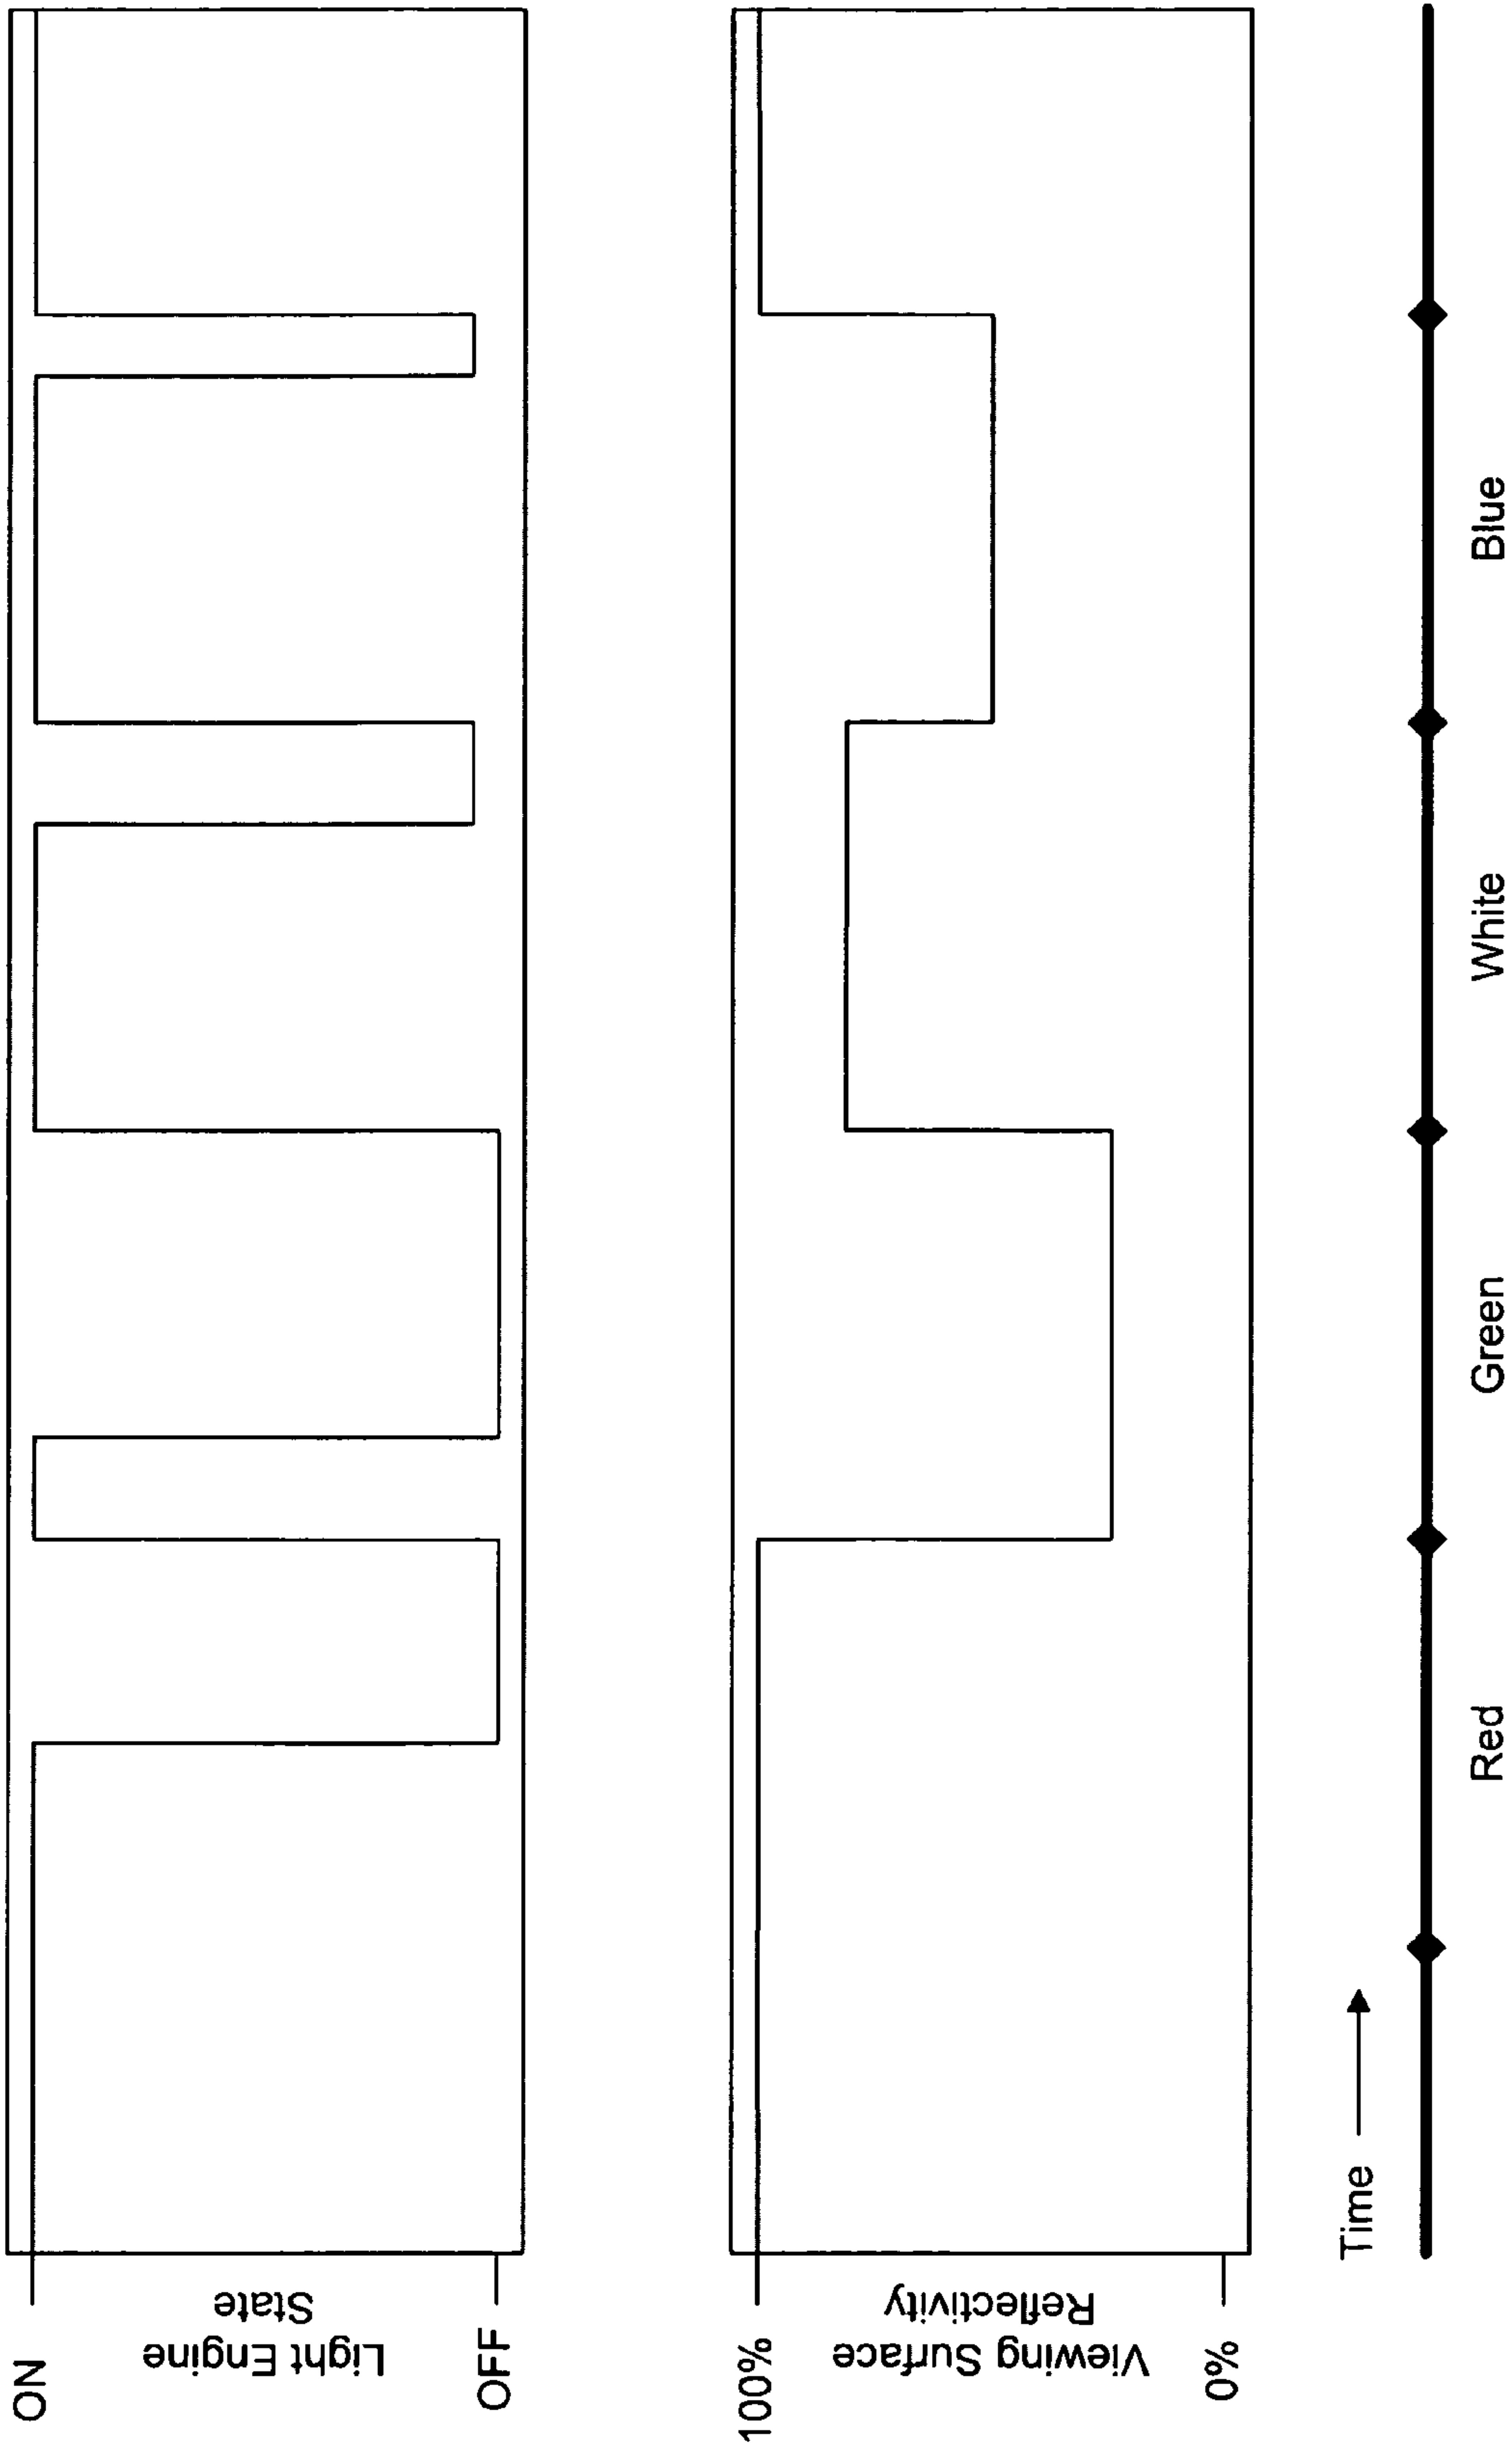 ON
Light Engine
State
OFF
100%
Viewing Surface
Reflectivity
0%
Time
Red
Green
White
Blue